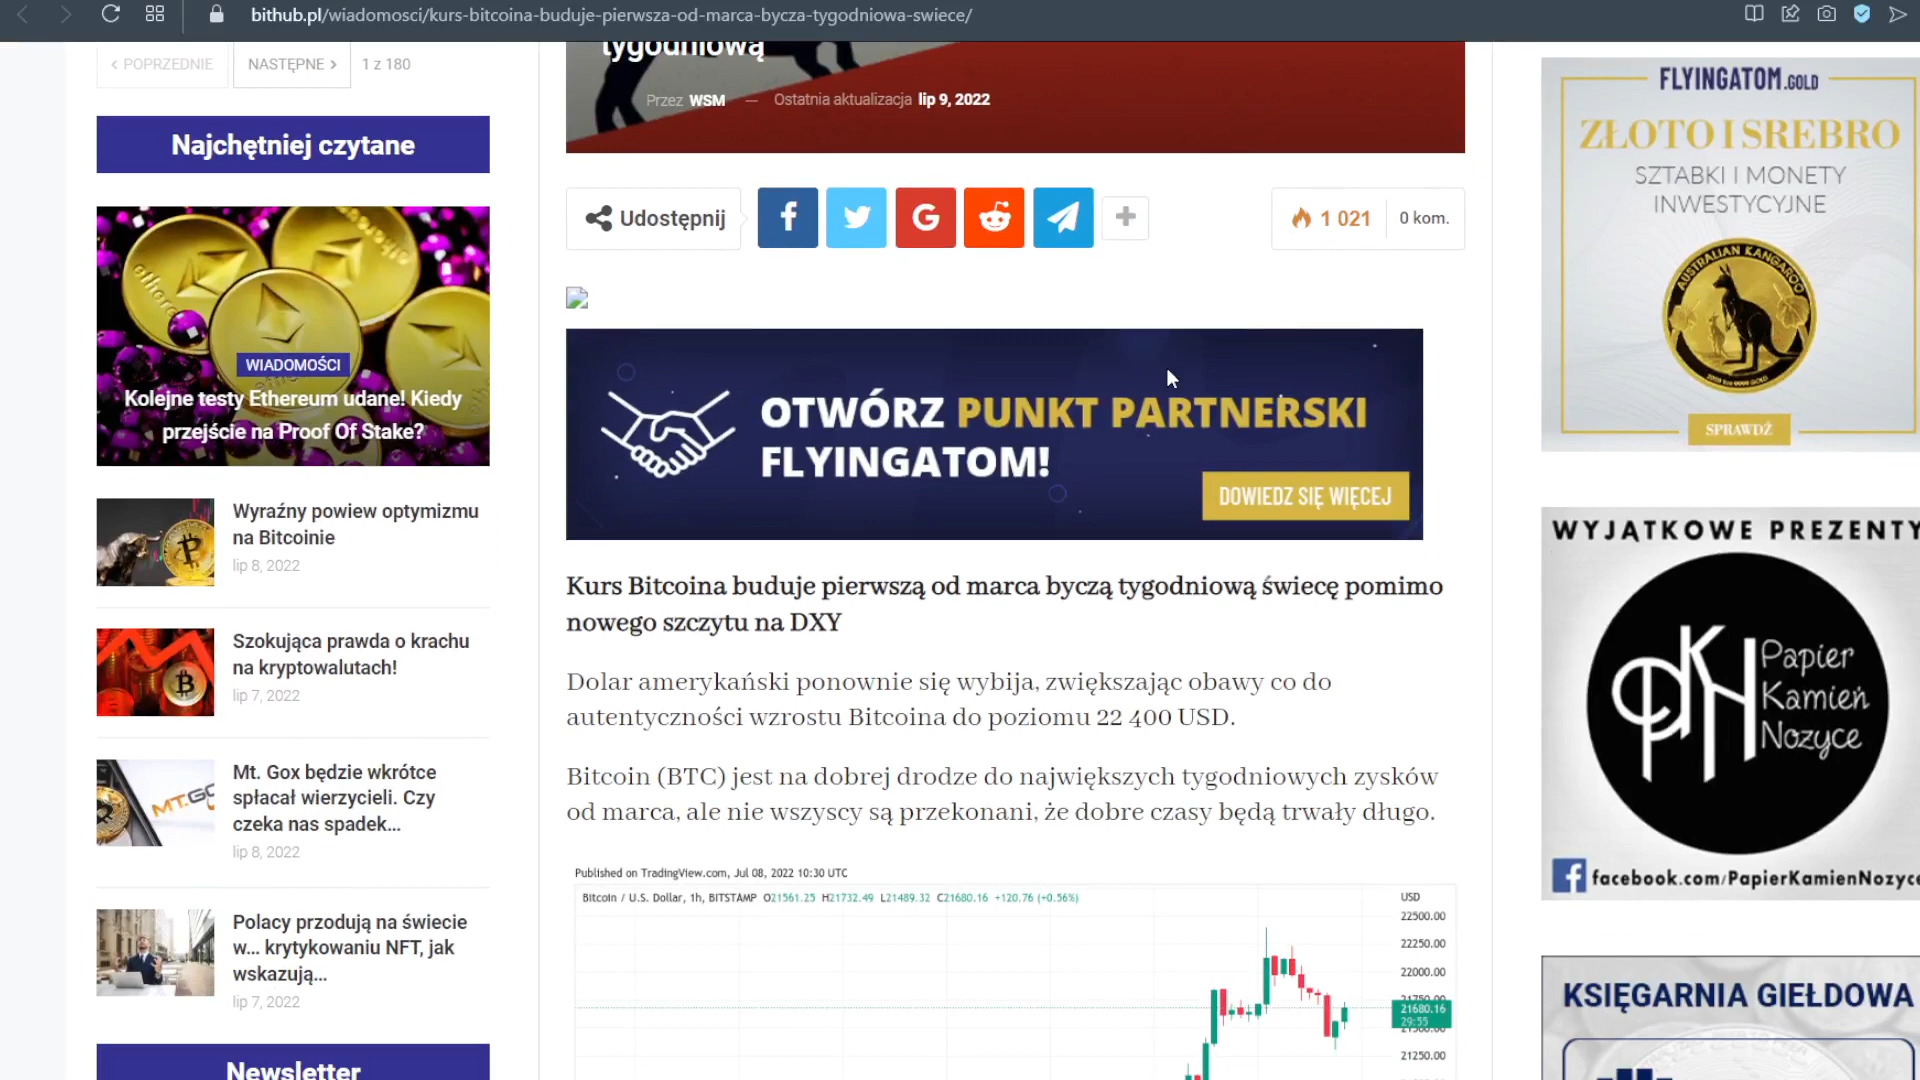 bithub.pl/wiadomosci/kurs-bitcoina-buduje-pierwsza-od-marca-bycza-tygodniowa-swiece/
POPRZEDNIE
NASTĘPNE
1 z 180
Najchętniej czytane
WIADOMOŚCI
Kolejne testy Ethereum udane! Kiedy
przejście na Proof Of Stake?
Wyraźny powiew optymizmu
na Bitcoinie
lip 8, 2022
Szokująca prawda o krachu
na kryptowalutach!
lip 7, 2022
MT.GO
Mt. Gox będzie wkrótce
spłacał wierzycieli. Czy
czeka nas spadek...
lip 8, 2022
Polacy przodują na świecie
w... krytykowaniu NFT, jak
wskazują...
lip 7, 2022
Newsletter
tygodniową
Przez WSM — Ostatnia aktualizacja lip 9, 2022
Udostępnij
1 021
0 kom.
OTWÓRZ PUNKT PARTNERSKI
FLYINGATOM!
DOWIEDZ SIĘ WIĘCEJ
Kurs Bitcoina buduje pierwszą od marca byczą tygodniową świecę pomimo
nowego szczytu na DXY
Dolar amerykański ponownie się wybija, zwiększając obawy co do
autentyczności wzrostu Bitcoina do poziomu 22 400 USD.
Bitcoin (BTC) jest na dobrej drodze do największych tygodniowych zysków
od marca, ale nie wszyscy są przekonani, że dobre czasy będą trwały długo.
Published on TradingView.com, Jul 08, 2022 10:30 UTC
Bitcoin / U.S. Dollar, 1h, BITSTAMP O21561.25 H21732.49 L21489.32 C21680.16 +120.76 (+0.56%)
USD
22500.00
22250.00
22000.00
21750.00
21680.16
29:55
21500.00
21250.00
FLYINGATOM.GOLD
ZŁOTO I SREBRO
SZTABKI I MONETY
INWESTYCYJNE
AUSTRALIAN KANGAROO
SPRAWDŹ
WYJĄTKOWE PREZENTY
Papier
Kamień
Nożyce
facebook.com/PapierKamienNozyce
KSIĘGARNIA GIEŁDOWA